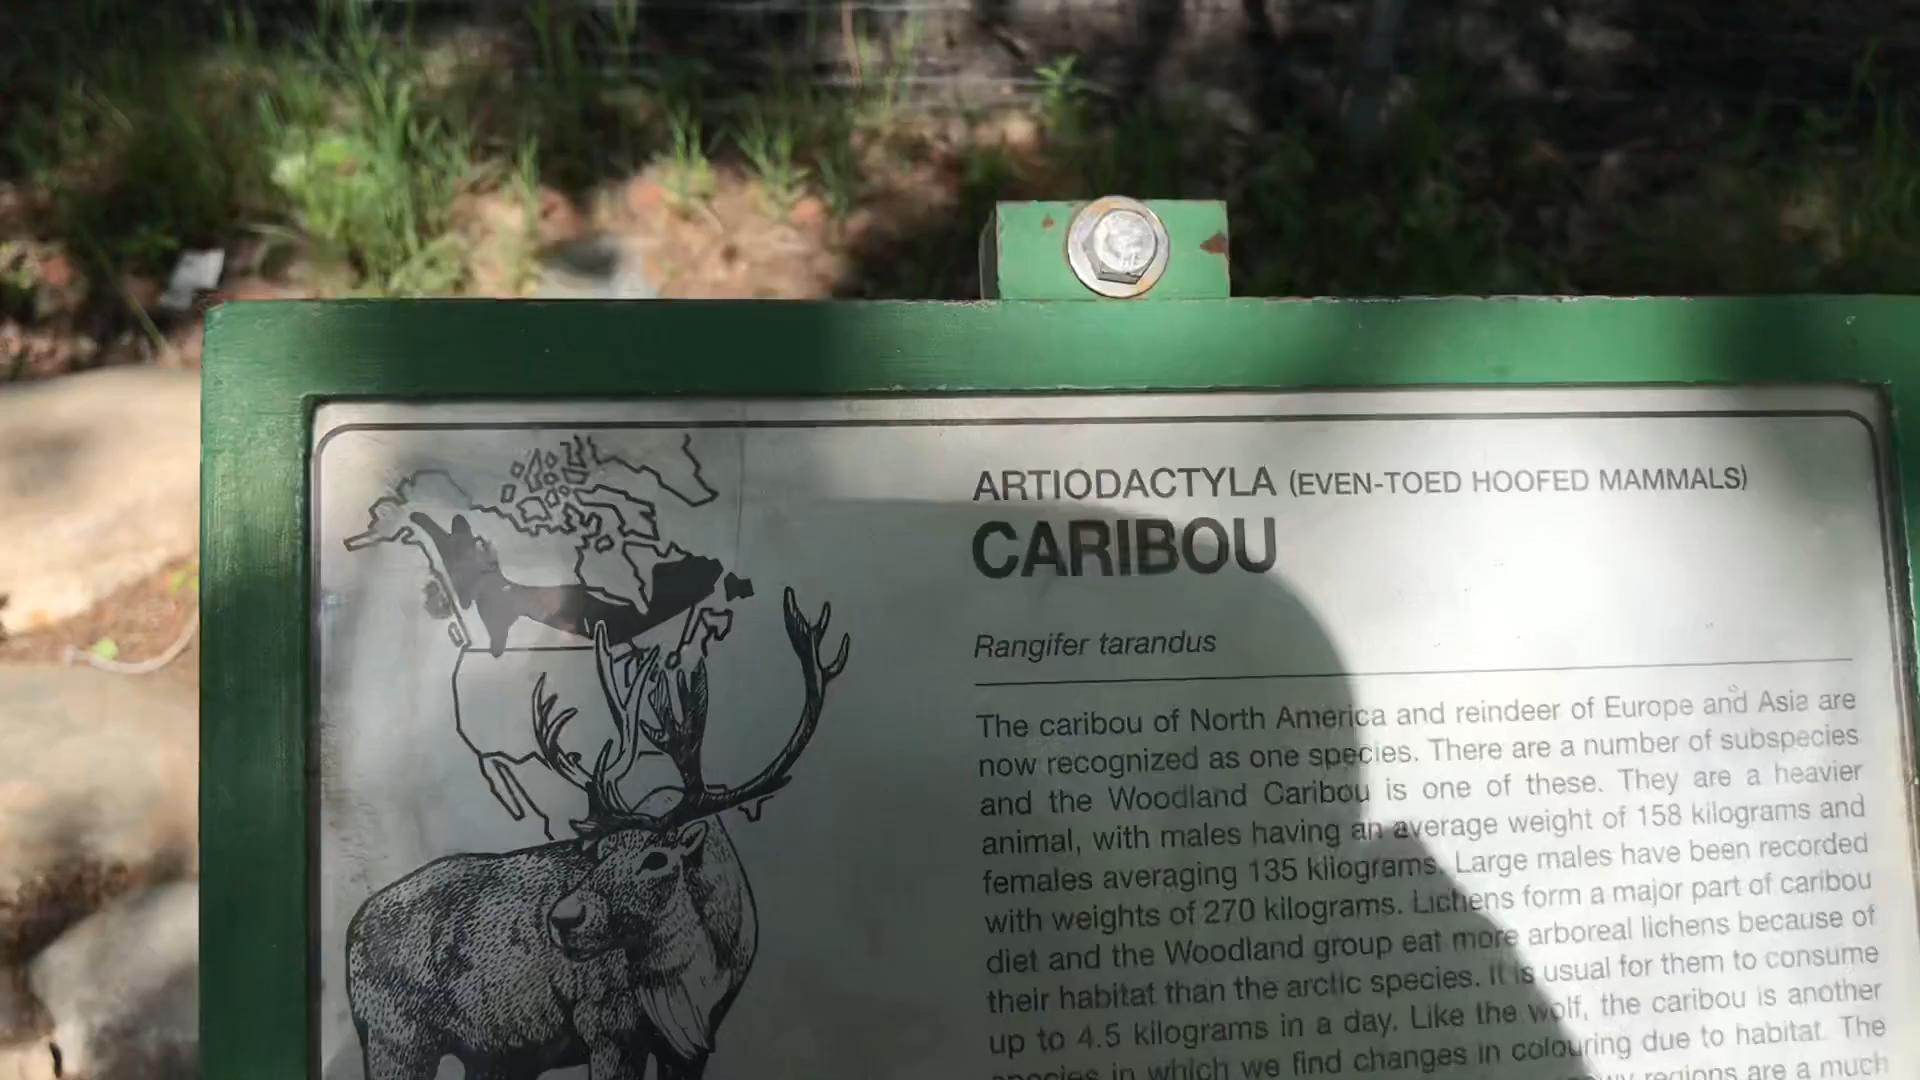 ARTIODACTYLA (EVEN-TOED HOOFED MAMMALS)
CARIBOU
Rangifer tarandus
The caribou of North America and reindeer of Europe and Asia are
now recognized as one species. There are a number of subspecies
and the Woodland Caribou is one of these. They are a heavier
animal, with males having an average weight of 158 kilograms and
females averaging 135 kilograms. Large males have been recorded
with weights of 270 kilograms. Lichens form a major part of caribou
diet and the Woodland group eat more arboreal lichens because of
their habitat than the arctic species. It is usual for them to consume
up to 4.5 kilograms in a day. Like the wolf, the caribou is another
species in which we find changes in colouring due to habitat. The
regions are a much